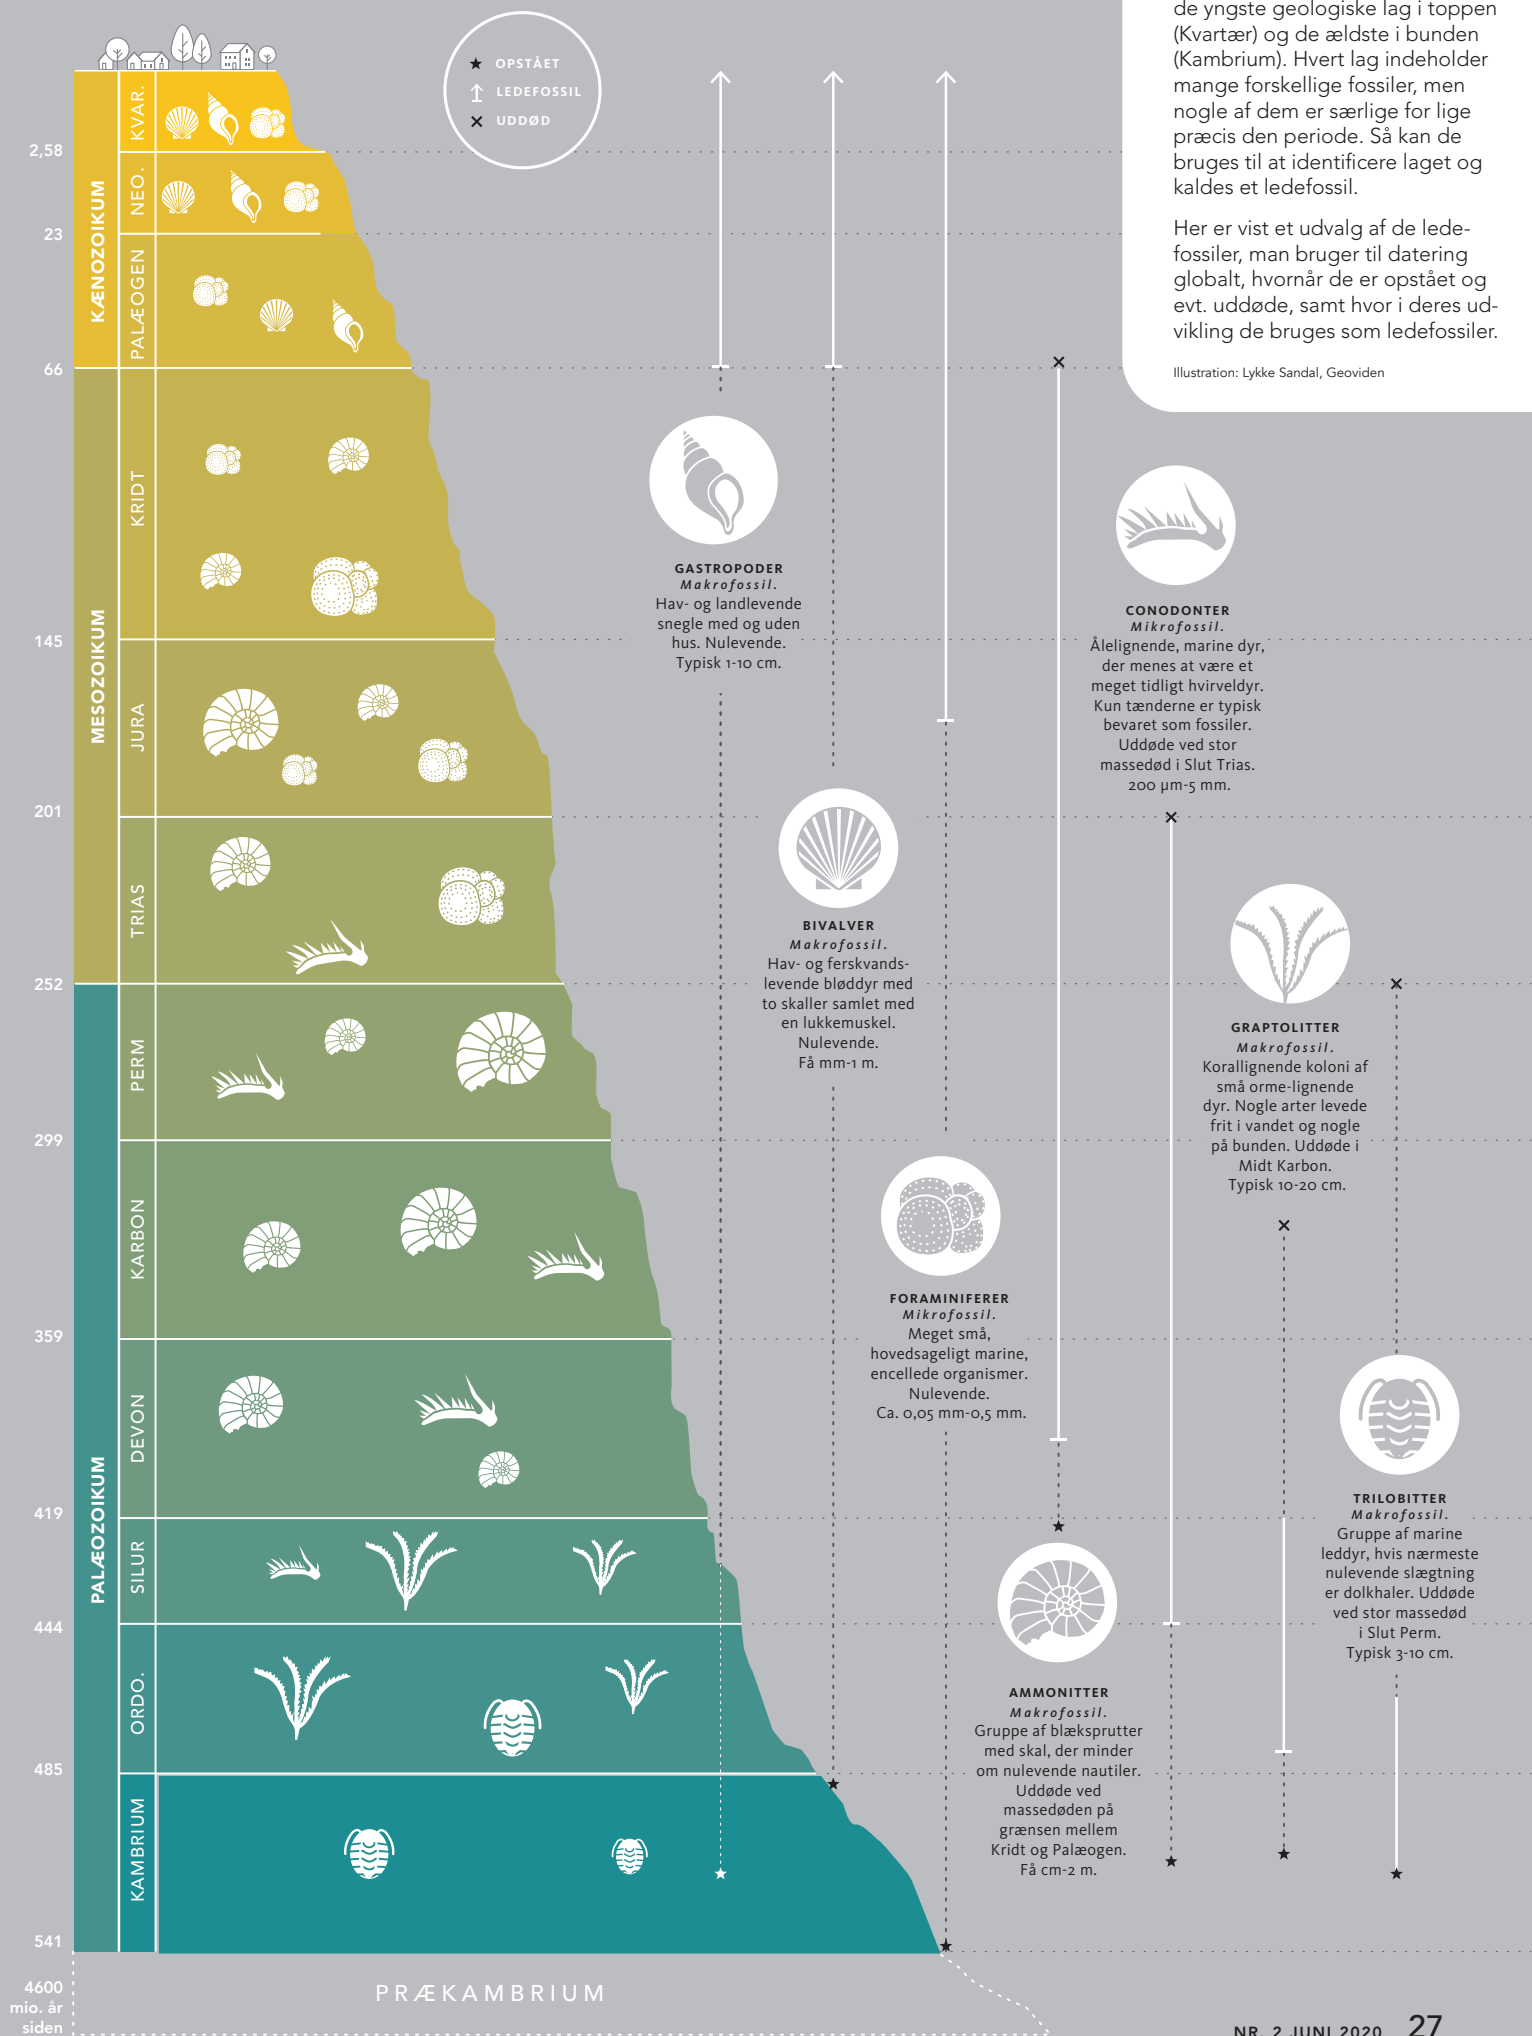 de yngste geologiske lag i toppen
(Kvartær) og de ældste i bunden
(Kambrium). Hvert lag indeholder
mange forskellige fossiler, men
nogle af dem er særlige for lige
præcis den periode. Så kan de
bruges til at identificere laget og
kaldes et ledefossil.
Her er vist et udvalg af de lede-
fossiler, man bruger til datering
globalt, hvornår de er opstået og
evt. uddøde, samt hvor i deres ud-
vikling de bruges som ledefossiler.
Illustration: Lykke Sandal, Geoviden
OPSTÅET
LEDEFOSSIL
UDDØD
KÆNOZOIKUM
MESOZOIKUM
PALÆOZOIKUM
KVAR.
NEO.
PALÆOGEN
KRIDT
JURA
TRIAS
PERM
KARBON
DEVON
SILUR
ORDO.
KAMBRIUM
2,58
23
66
145
201
252
299
359
419
444
485
541
4600
mio. år
siden
PRÆKAMBRIUM
GASTROPODER
Makrofossil.
Hav- og landlevende
snegle med og uden
hus. Nulevende.
Typisk 1-10 cm.
CONODONTER
Mikrofossil.
Ålelignende, marine dyr,
der menes at være et
meget tidligt hvirveldyr.
Kun tænderne er typisk
bevaret som fossiler.
Uddøde ved stor
massedød i Slut Trias.
200 µm-5 mm.
BIVALVER
Makrofossil.
Hav- og ferskvands-
levende bløddyr med
to skaller samlet med
en lukkemuskel.
Nulevende.
Få mm-1 m.
GRAPTOLITTER
Makrofossil.
Korallignende koloni af
små orme-lignende
dyr. Nogle arter levede
frit i vandet og nogle
på bunden. Uddøde i
Midt Karbon.
Typisk 10-20 cm.
FORAMINIFERER
Mikrofossil.
Meget små,
hovedsageligt marine,
encellede organismer.
Nulevende.
Ca. 0,05 mm-0,5 mm.
TRILOBITTER
Makrofossil.
Gruppe af marine
leddyr, hvis nærmeste
nulevende slægtning
er dolkhaler. Uddøde
ved stor massedød
i Slut Perm.
Typisk 3-10 cm.
AMMONITTER
Makrofossil.
Gruppe af blæksprutter
med skal, der minder
om nulevende nautiler.
Uddøde ved
massedøden på
grænsen mellem
Kridt og Palæogen.
Få cm-2 m.
NR. 2 JUNI 2020 27